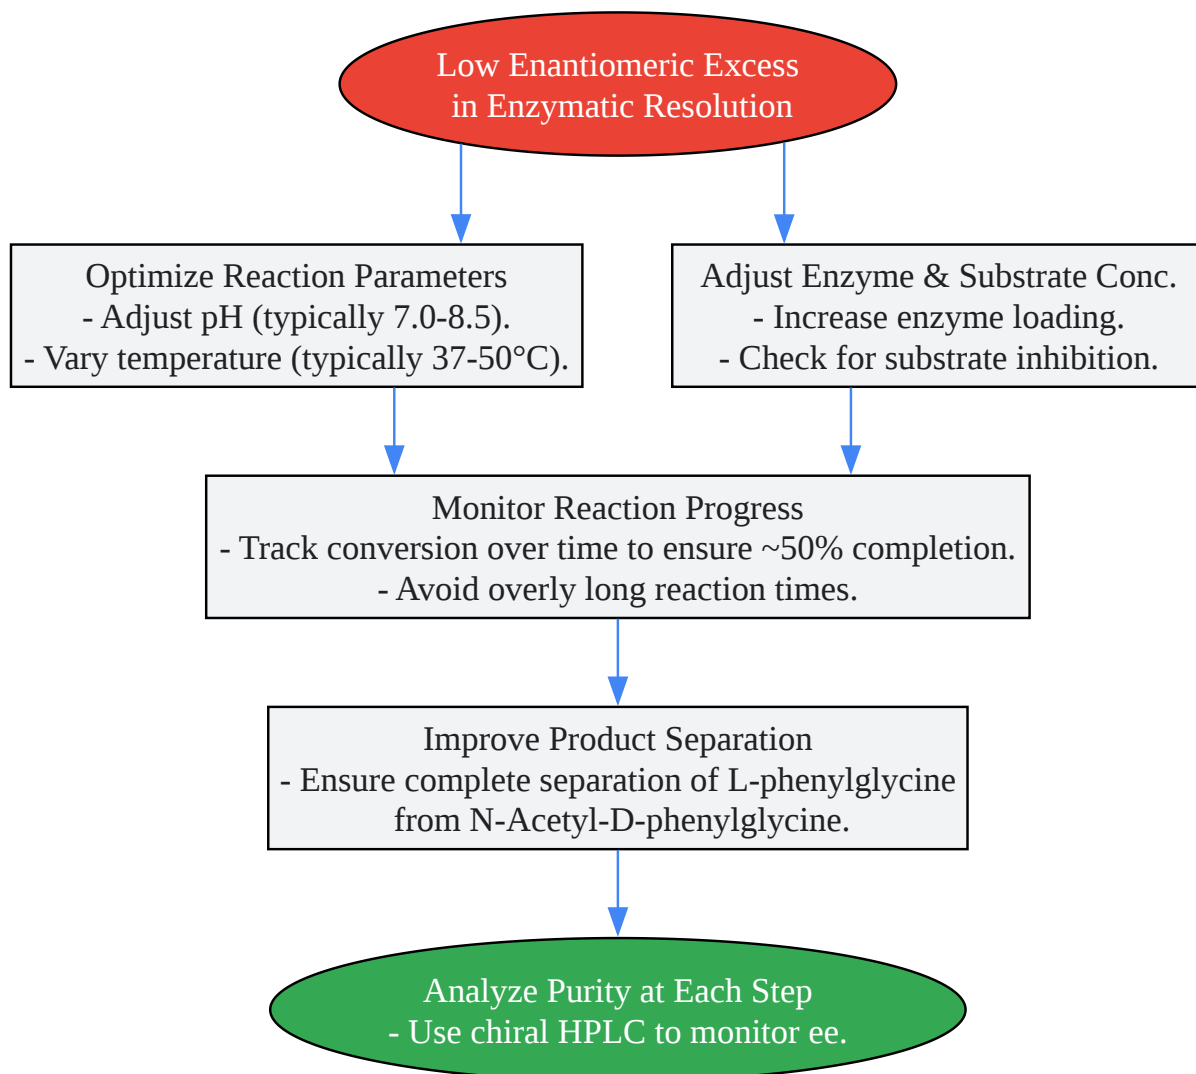 Low Enantiomeric Excess
in Enzymatic Resolution
Optimize Reaction Parameters
- Adjust pH (typically 7.0-8.5).
- Vary temperature (typically 37-50°C).
Adjust Enzyme & Substrate Conc.
- Increase enzyme loading.
- Check for substrate inhibition.
Monitor Reaction Progress
- Track conversion over time to ensure ~50% completion.
- Avoid overly long reaction times.
Improve Product Separation
- Ensure complete separation of L-phenylglycine
from N-Acetyl-D-phenylglycine.
Analyze Purity at Each Step
- Use chiral HPLC to monitor ee.